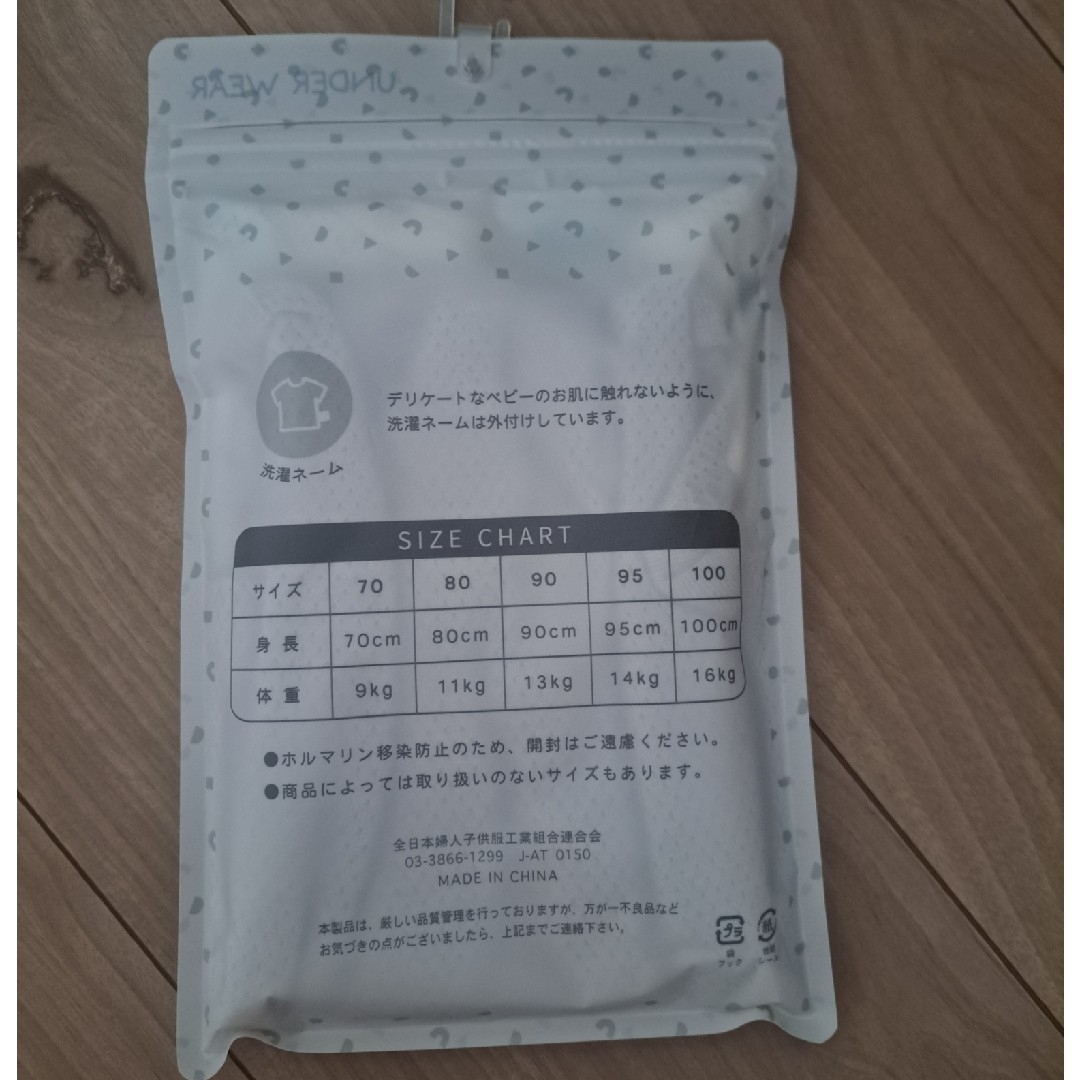 UNDER WEAR
デリケートなベビーのお肌に触れないように、
洗濯ネームは外付けしています。
洗濯ネーム
SIZE CHART
サイズ 70 80 90 95 100
身長 70cm 80cm 90cm 95cm 100cm
体重 9kg 11kg 13kg 14kg 16kg
●ホルマリン移染防止のため、開封はご遠慮ください。
●商品によっては取り扱いのないサイズもあります。
全日本婦人子供服工業組合連合会
03-3866-1299 J-AT 0150
MADE IN CHINA
本製品は、厳しい品質管理を行っておりますが、万が一不良品など
お気づきの点がございましたら、上記までご連絡下さい。
プラ 紙
袋
フック